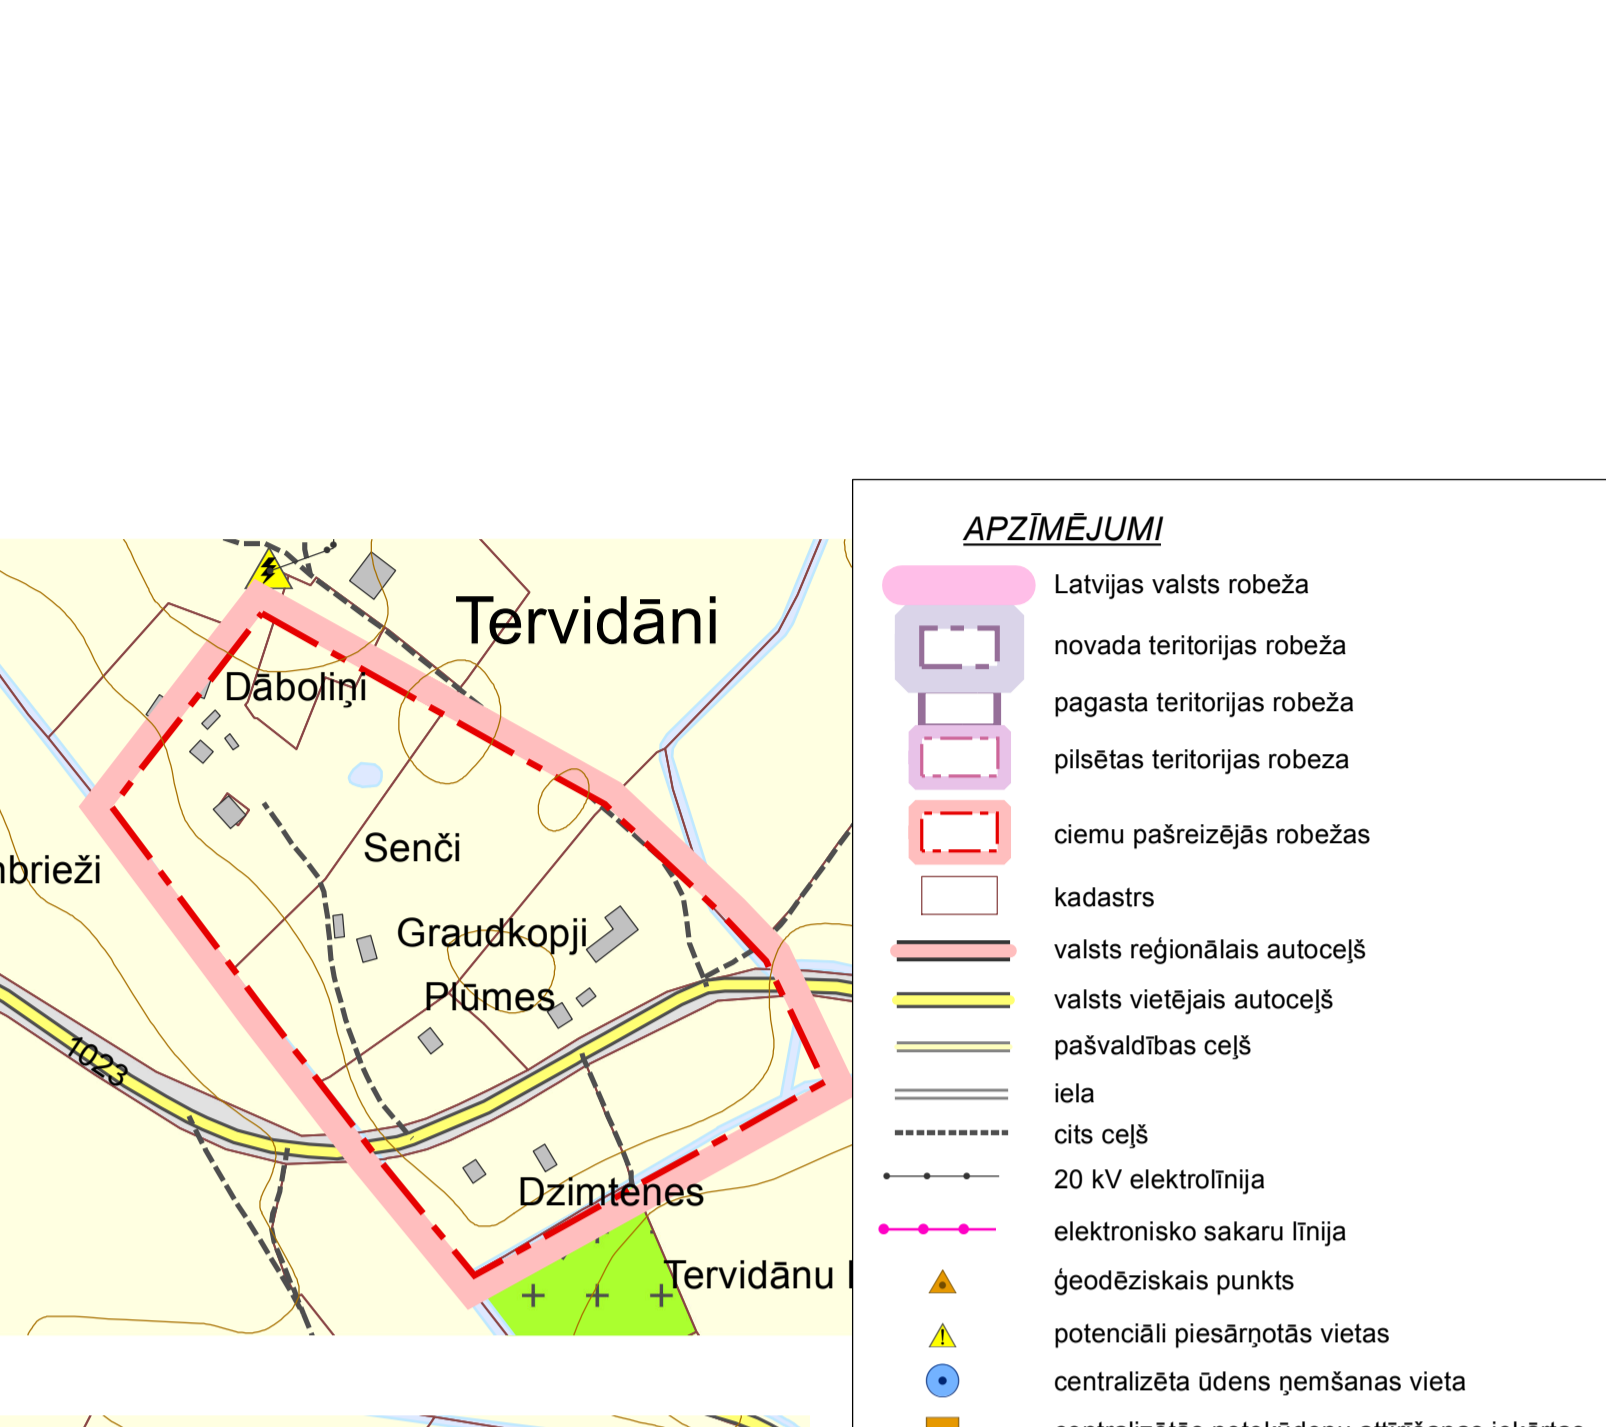 Tervidāni
Dāboliņi
Senči
Graudkopji
Plūmes
1023
Dzimtenes
Tervidānu
APZĪMĒJUMI
Latvijas valsts robeža
novada teritorijas robeža
pagasta teritorijas robeža
pilsētas teritorijas robeza
ciemu pašreizējās robežas
kadastrs
valsts reģionālais autoceļš
valsts vietējais autoceļš
pašvaldības ceļš
iela
cits ceļš
20 kV elektrolīnija
elektronisko sakaru līnija
ģeodēziskais punkts
potenciāli piesārņotās vietas
centralizēta ūdens ņemšanas vieta